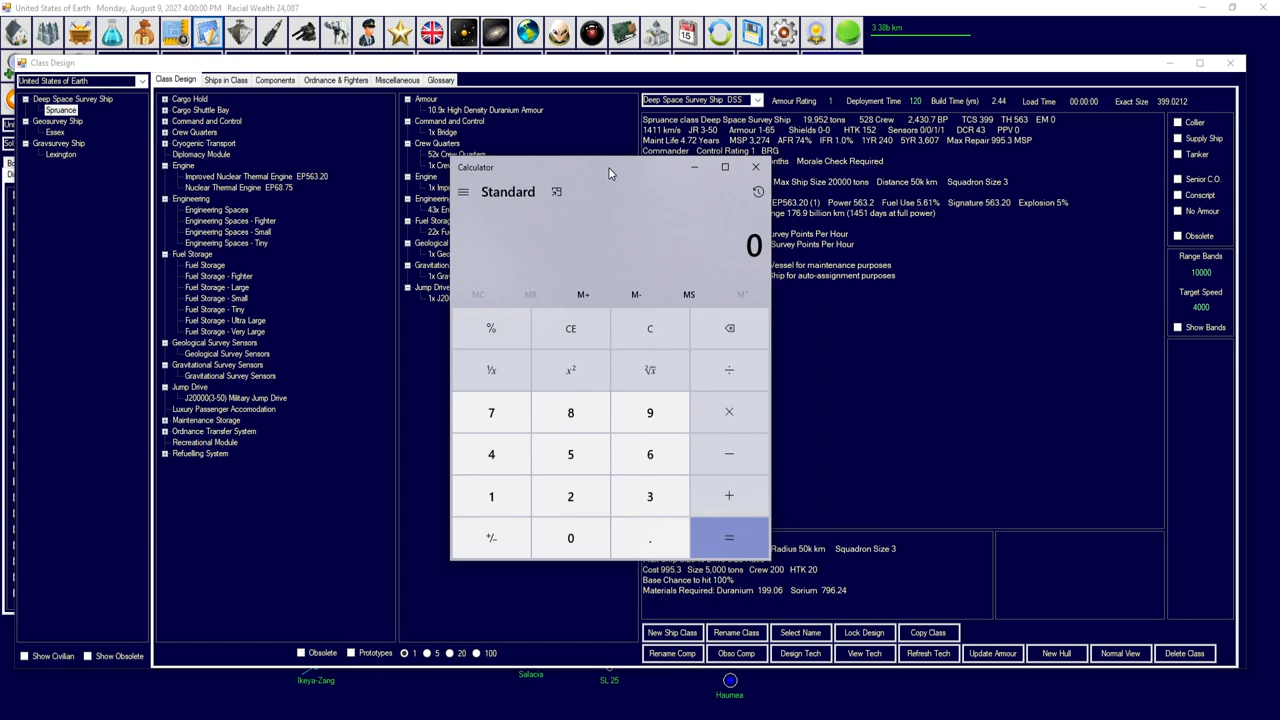 United States of Earth   Monday, August 9, 2027 4:00:00 PM   Racial Wealth 24,087
3.38b km
Class Design
United States of Earth
Class Design
Ships in Class
Components
Ordnance & Fighters
Miscellaneous
Glossary
Deep Space Survey Ship
Spruance
Geosurvey Ship
Essex
Gravsurvey Ship
Lexington
Cargo Hold
Cargo Shuttle Bay
Command and Control
Crew Quarters
Cryogenic Transport
Diplomacy Module
Engine
Improved Nuclear Thermal Engine EP563.20
Nuclear Thermal Engine EP68.75
Engineering
Engineering Spaces
Engineering Spaces - Fighter
Engineering Spaces - Small
Engineering Spaces - Tiny
Fuel Storage
Fuel Storage
Fuel Storage - Fighter
Fuel Storage - Large
Fuel Storage - Small
Fuel Storage - Tiny
Fuel Storage - Ultra Large
Fuel Storage - Very Large
Geological Survey Sensors
Geological Survey Sensors
Gravitational Survey Sensors
Gravitational Survey Sensors
Jump Drive
J20000(3-50) Military Jump Drive
Luxury Passenger Accomodation
Maintenance Storage
Ordnance Transfer System
Recreational Module
Refuelling System
Armour
10.9x High Density Duranium Armour
Command and Control
1x Bridge
Crew Quarters
52x Crew Quarters
1x Cre
Engine
1x Imp
Engineerin
43x En
Fuel Stora
22x Fu
Geologica
1x Geo
Gravitation
1x Gra
Jump Drive
1x J20
Deep Space Survey Ship DSS
Armour Rating 1
Deployment Time 120
Build Time (yrs) 2.44
Load Time 00:00:00
Exact Size 399.0212
Spruance class Deep Space Survey Ship   19,952 tons   528 Crew   2,430.7 BP   TCS 399   TH 563   EM 0
1411 km/s   JR 3-50   Armour 1-65   Shields 0-0   HTK 152   Sensors 0/0/1/1   DCR 43   PPV 0
Maint Life 4.72 Years   MSP 3,274   AFR 74%   IFR 1.0%   1YR 240   5YR 3,607   Max Repair 995.3 MSP
Commander   Control Rating 1   BRG
onths   Morale Check Required
Max Ship Size 20000 tons   Distance 50k km   Squadron Size 3
EP563.20 (1)   Power 563.2   Fuel Use 5.61%   Signature 563.20   Explosion 5%
nge 176.9 billion km (1451 days at full power)
urvey Points Per Hour
Survey Points Per Hour
Vessel for maintenance purposes
hip for auto-assignment purposes
Calculator
Standard
0
MC
MR
M+
M-
MS
M˅
%
CE
C
⌫
¹/x
x²
²√x
÷
7
8
9
×
4
5
6
−
1
2
3
+
+/−
0
.
=
Collier
Supply Ship
Tanker
Senior C.O.
Conscript
No Armour
Obsolete
Range Bands
10000
Target Speed
4000
Show Bands
Radius 50k km   Squadron Size 3
Cost 995.3   Size 5,000 tons   Crew 200   HTK 20
Base Chance to hit 100%
Materials Required: Duranium 199.06   Sorium 796.24
New Ship Class
Rename Class
Select Name
Lock Design
Copy Class
Rename Comp
Obso Comp
Design Tech
View Tech
Refresh Tech
Update Armour
New Hull
Normal View
Delete Class
Show Civilian
Show Obsolete
Obsolete
Prototypes
1
5
20
100
Ikeya-Zang
Salacia
SL 25
Haumea